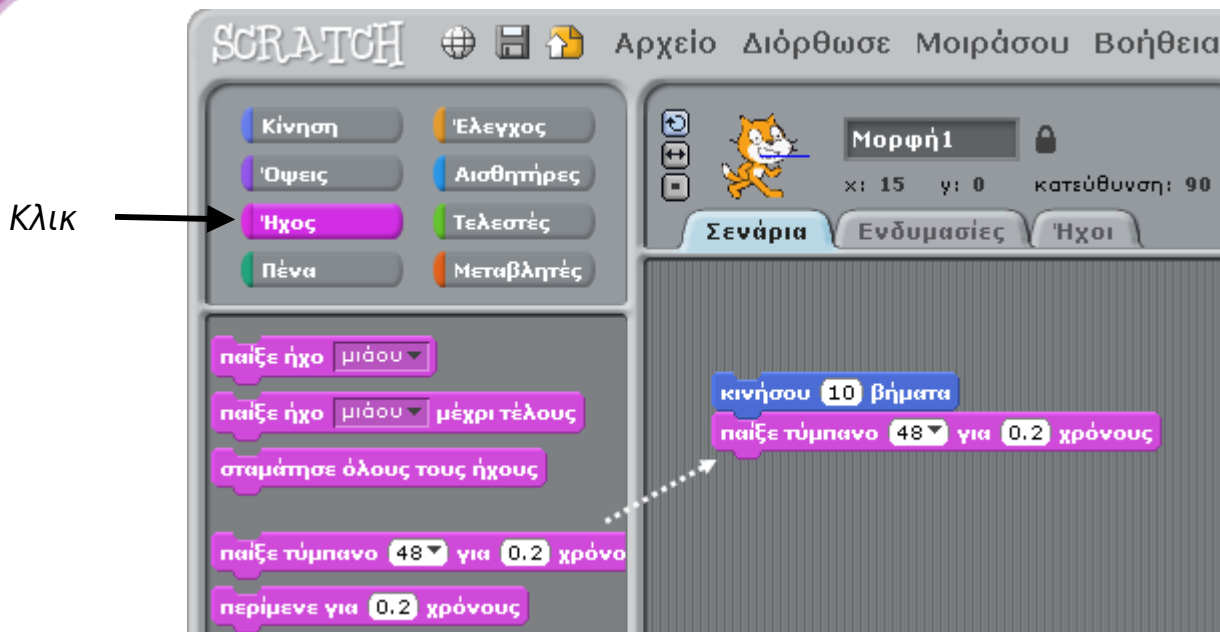 SCRATCH Αρχείο Διόρθωσε Μοιράσου Βοήθεια
Κλικ
Κίνηση Έλεγχος
Όψεις Αισθητήρες
Ήχος Τελεστές
Πένα Μεταβλητές
Μορφή1
x: 15 y: 0 κατεύθυνση: 90
Σενάρια Ενδυμασίες Ήχοι
παίξε ήχο μιάου
παίξε ήχο μιάου μέχρι τέλους
σταμάτησε όλους τους ήχους
παίξε τύμπανο 48 για 0.2 χρόνο
περίμενε για 0.2 χρόνους
κινήσου 10 βήματα
παίξε τύμπανο 48 για 0.2 χρόνους